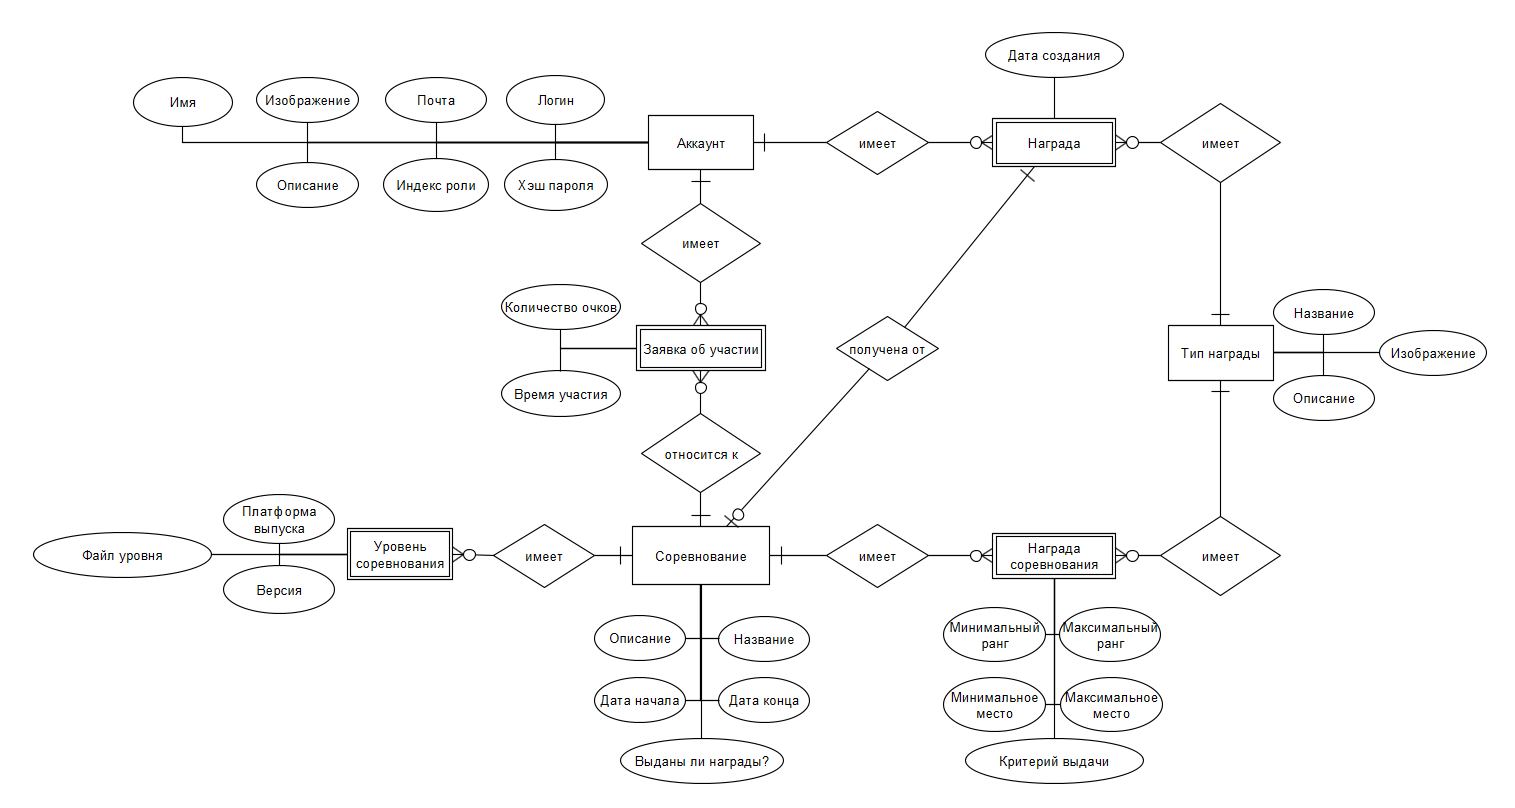 Дата создания
Имя
Изображение
Почта
Логин
Аккаунт
имеет
Награда
имеет
Описание
Индекс роли
Хэш пароля
имеет
Количество очков
Заявка об участии
Время участия
получена от
Тип награды
Название
Изображение
Описание
относится к
Платформа
выпуска
Файл уровня
Версия
Уровень
соревнования
имеет
Соревнование
имеет
Награда
соревнования
имеет
Описание
Название
Дата начала
Дата конца
Выданы ли награды?
Минимальный
ранг
Максимальный
ранг
Минимальное
место
Максимальное
место
Критерий выдачи